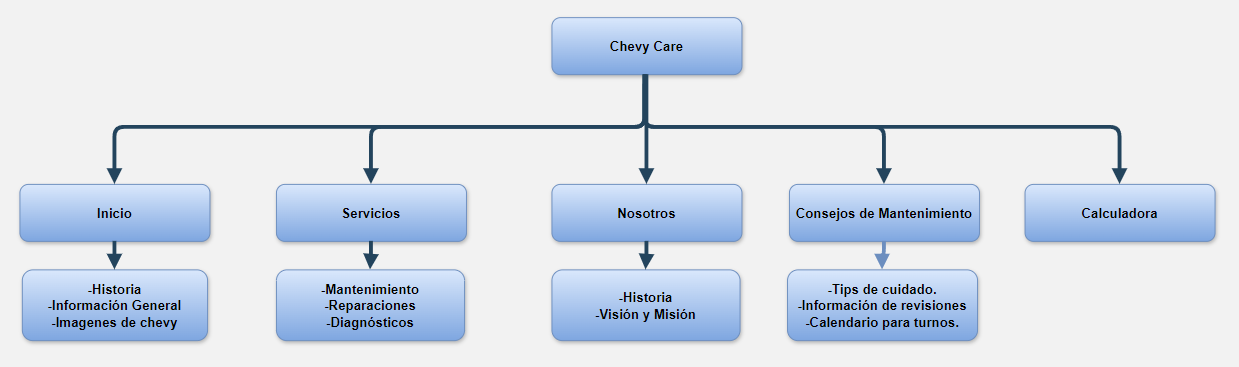 Chevy Care
Inicio
Servicios
Nosotros
Consejos de Mantenimiento
Calculadora
-Historia
-Información General
-Imagenes de chevy
-Mantenimiento
-Reparaciones
-Diagnósticos
-Historia
-Visión y Misión
-Tips de cuidado.
-Información de revisiones
-Calendario para turnos.